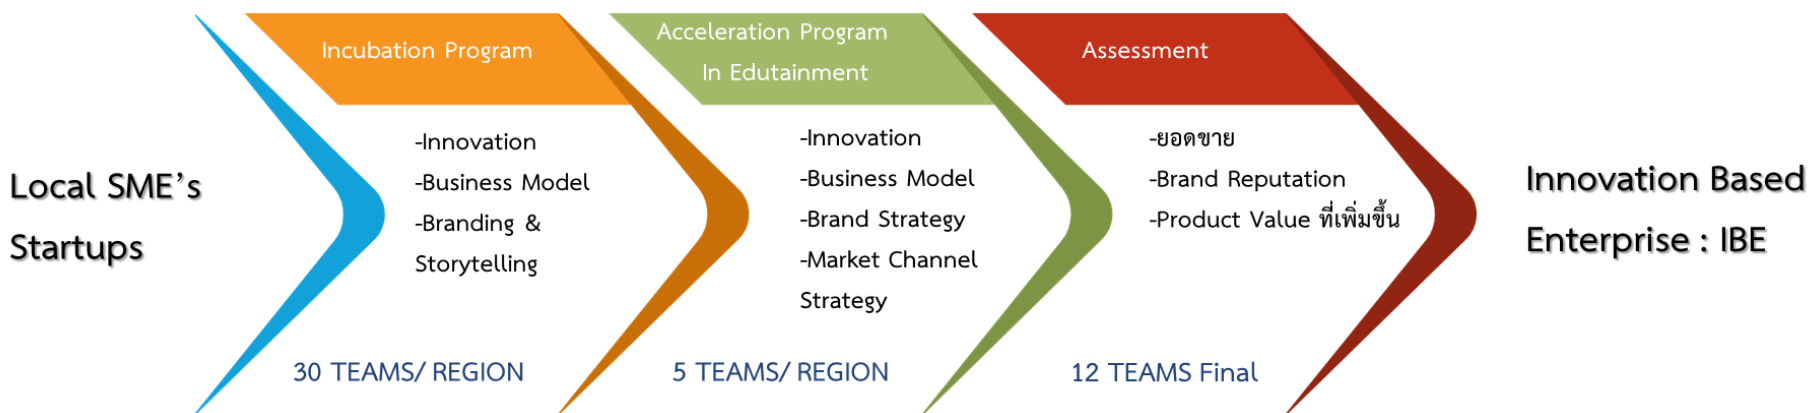 Local SME's
Startups
Incubation Program
-Innovation
-Business Model
-Branding &
Storytelling
30 TEAMS/ REGION
Acceleration Program
In Edutainment
-Innovation
-Business Model
-Brand Strategy
-Market Channel
Strategy
5 TEAMS/ REGION
Assessment
-ยอดขาย
-Brand Reputation
-Product Value ที่เพิ่มขึ้น
12 TEAMS Final
Innovation Based
Enterprise : IBE